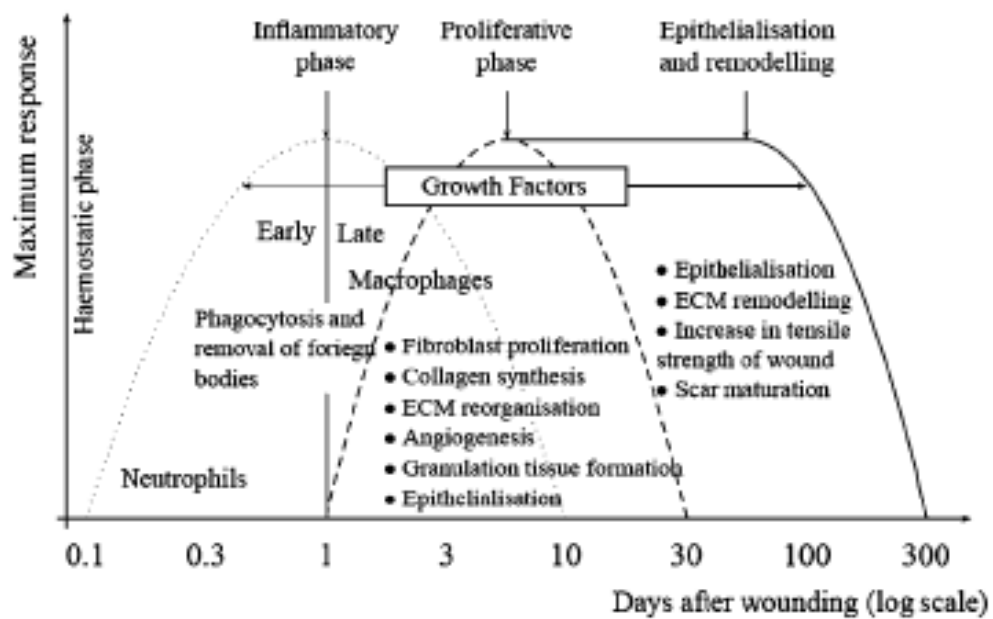 Inflammatory
phase
Proliferative
phase
Epithelialisation
and remodelling
Maximum response
Haemostatic phase
Growth Factors
Early
Late
Macrophages
Phagocytosis and
removal of foriegn
bodies
Neutrophils
• Fibroblast proliferation
• Collagen synthesis
• ECM reorganisation
• Angiogenesis
• Granulation tissue formation
• Epithelialisation
• Epithelialisation
• ECM remodelling
• Increase in tensile
strength of wound
• Scar maturation
0.1 0.3 1 3 10 30 100 300
Days after wounding (log scale)